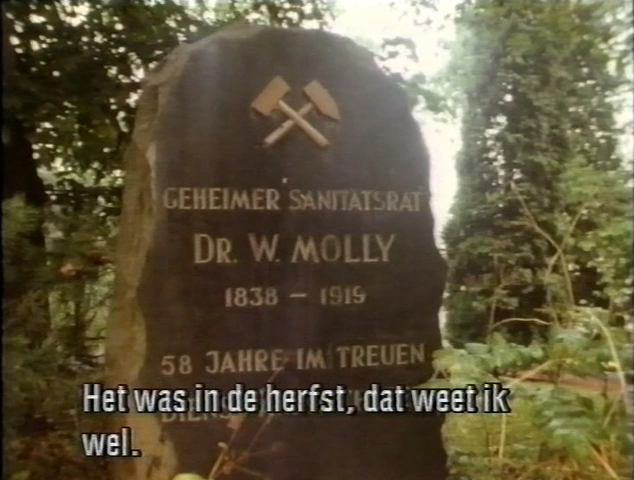 GEHEIMER SANITATSRAT
DR. W. MOLLY
1838 – 1919
58 JAHRE IM TREUEN
Het was in de herfst, dat weet ik
wel.